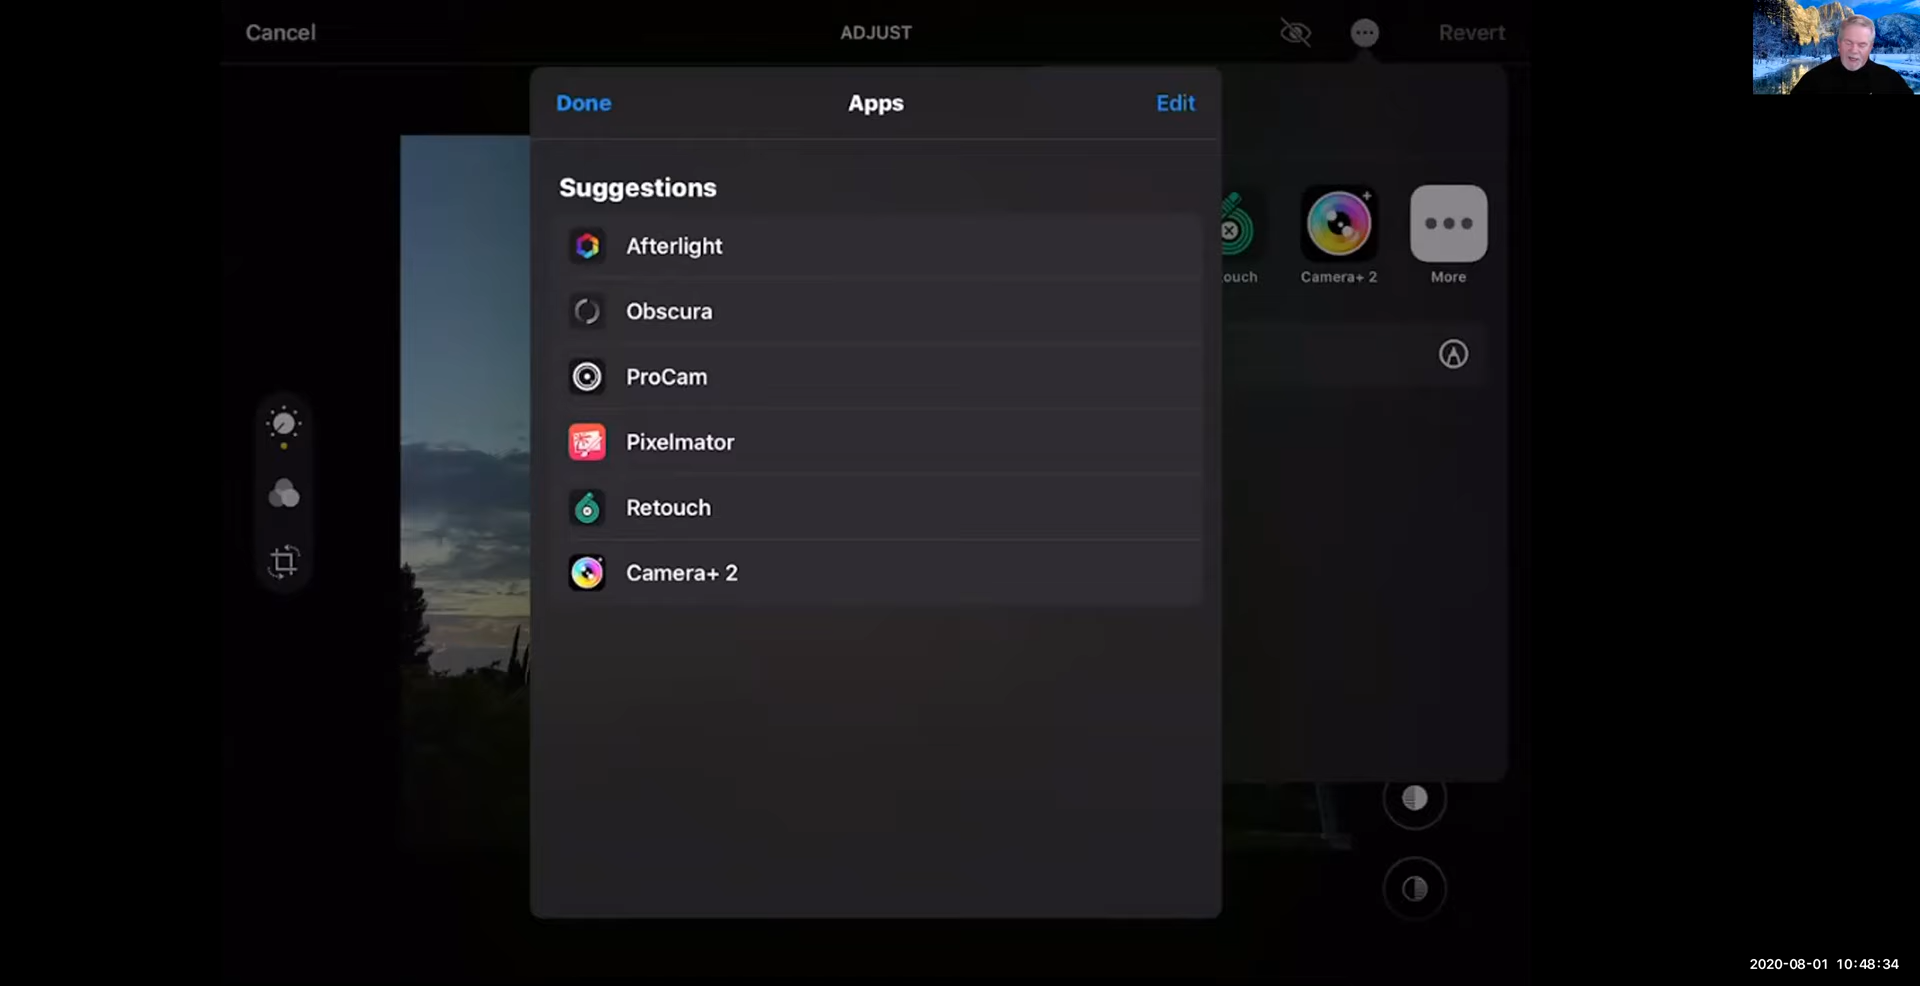 Cancel
ADJUST
Revert
Done
Apps
Edit
Suggestions
Afterlight
Obscura
ProCam
Pixelmator
Retouch
Camera+ 2
ouch
Camera+ 2
More
2020-08-01 10:48:34